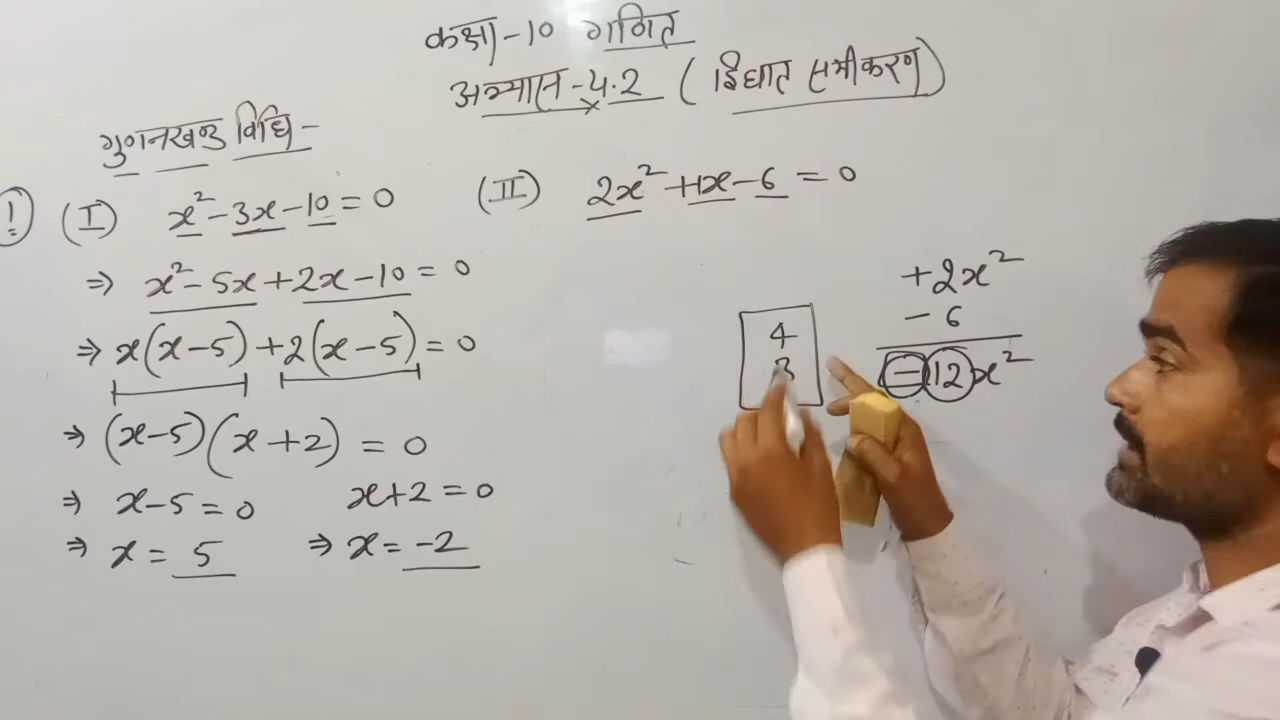 कक्षा-10 गणित
अभ्यास-4.2 (द्विघात समीकरण)
गुणनखण्ड विधि-
1 (I) x²-3x-10=0
⇒ x²-5x+2x-10=0
⇒ x(x-5)+2(x-5)=0
⇒ (x-5)(x+2)=0
⇒ x-5=0 x+2=0
⇒ x=5 ⇒ x=-2
(II) 2x²+1x-6=0
4
3
+2x²
-6
-12x²